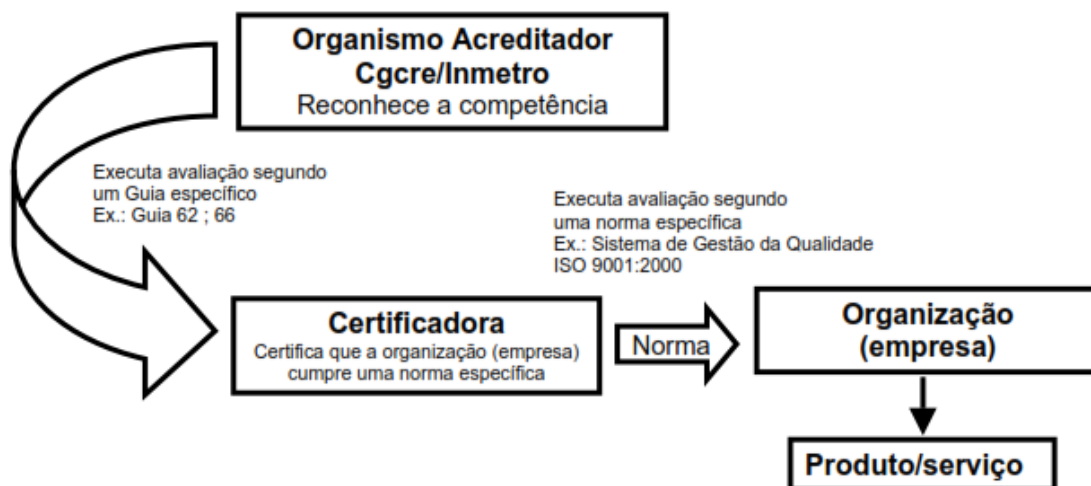 Organismo Acreditador
Cgcre/Inmetro
Reconhece a competência
Executa avaliação segundo
um Guia específico
Ex.: Guia 62 ; 66
Executa avaliação segundo
uma norma específica
Ex.: Sistema de Gestão da Qualidade
ISO 9001:2000
Certificadora
Certifica que a organização (empresa)
cumpre uma norma específica
Norma
Organização
(empresa)
Produto/serviço